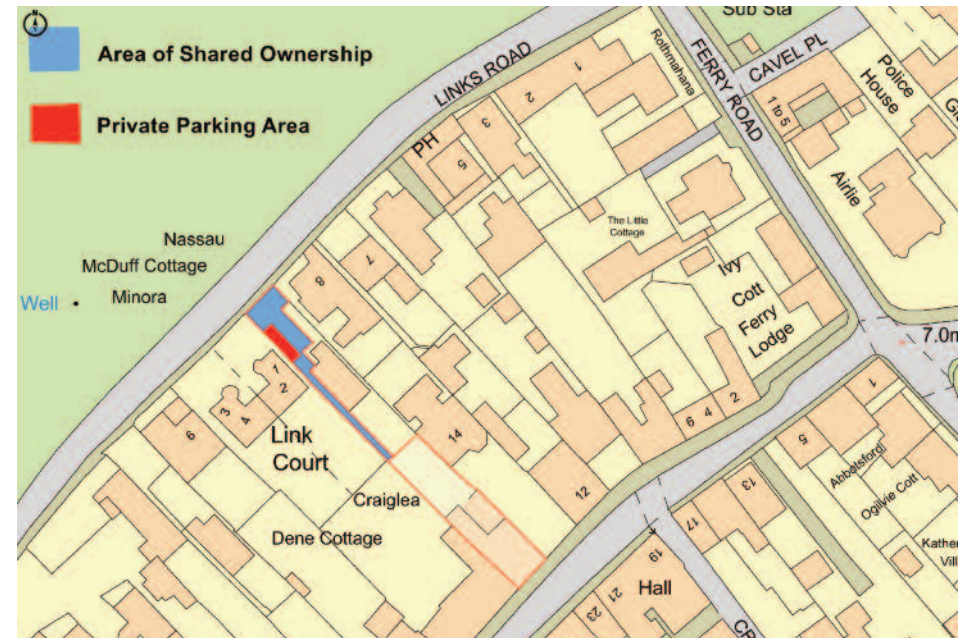 Area of Shared Ownership
Private Parking Area
Sub Sta
LINKS ROAD
FERRY ROAD
CAVEL PL
Rothmahana
Police
House
1 to 5
Airlie
1
2
3
PH
5
The Little
Cottage
Nassau
McDuff Cottage
Well
Minora
7
8
Ivy
Cott
Ferry
Lodge
7.0m
1
2
3
4
6
Link
Court
14
6
4
2
12
Craiglea
Dene Cottage
1
5
Abbotsford
Ogilvie Cott
13
17
19
21
23
Hall